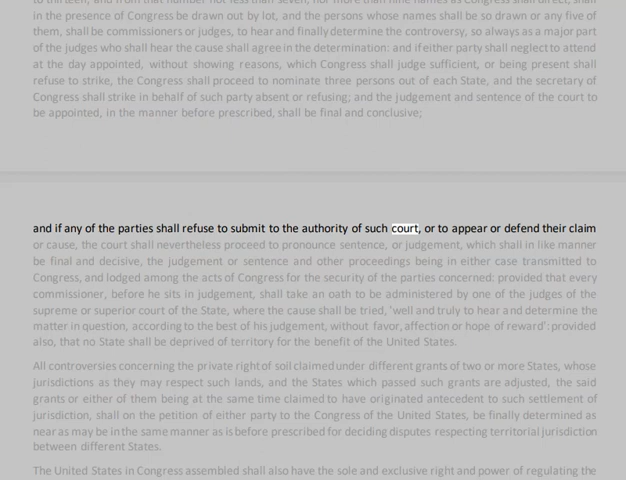 to thirteen, and from that number not less than seven, nor more than nine names as Congress shall direct, shall
in the presence of Congress be drawn out by lot, and the persons whose names shall be so drawn or any five of
them, shall be commissioners or judges, to hear and finally determine the controversy, so always as a major part
of the judges who shall hear the cause shall agree in the determination: and if either party shall neglect to attend
at the day appointed, without showing reasons, which Congress shall judge sufficient, or being present shall
refuse to strike, the Congress shall proceed to nominate three persons out of each State, and the secretary of
Congress shall strike in behalf of such party absent or refusing; and the judgement and sentence of the court to
be appointed, in the manner before prescribed, shall be final and conclusive;
and if any of the parties shall refuse to submit to the authority of such court, or to appear or defend their claim
or cause, the court shall nevertheless proceed to pronounce sentence, or judgement, which shall in like manner
be final and decisive, the judgement or sentence and other proceedings being in either case transmitted to
Congress, and lodged among the acts of Congress for the security of the parties concerned: provided that every
commissioner, before he sits in judgement, shall take an oath to be administered by one of the judges of the
supreme or superior court of the State, where the cause shall be tried, 'well and truly to hear and determine the
matter in question, according to the best of his judgement, without favor, affection or hope of reward': provided
also, that no State shall be deprived of territory for the benefit of the United States.
All controversies concerning the private right of soil claimed under different grants of two or more States, whose
jurisdictions as they may respect such lands, and the States which passed such grants are adjusted, the said
grants or either of them being at the same time claimed to have originated antecedent to such settlement of
jurisdiction, shall on the petition of either party to the Congress of the United States, be finally determined as
near as may be in the same manner as is before prescribed for deciding disputes respecting territorial jurisdiction
between different States.
The United States in Congress assembled shall also have the sole and exclusive right and power of regulating the